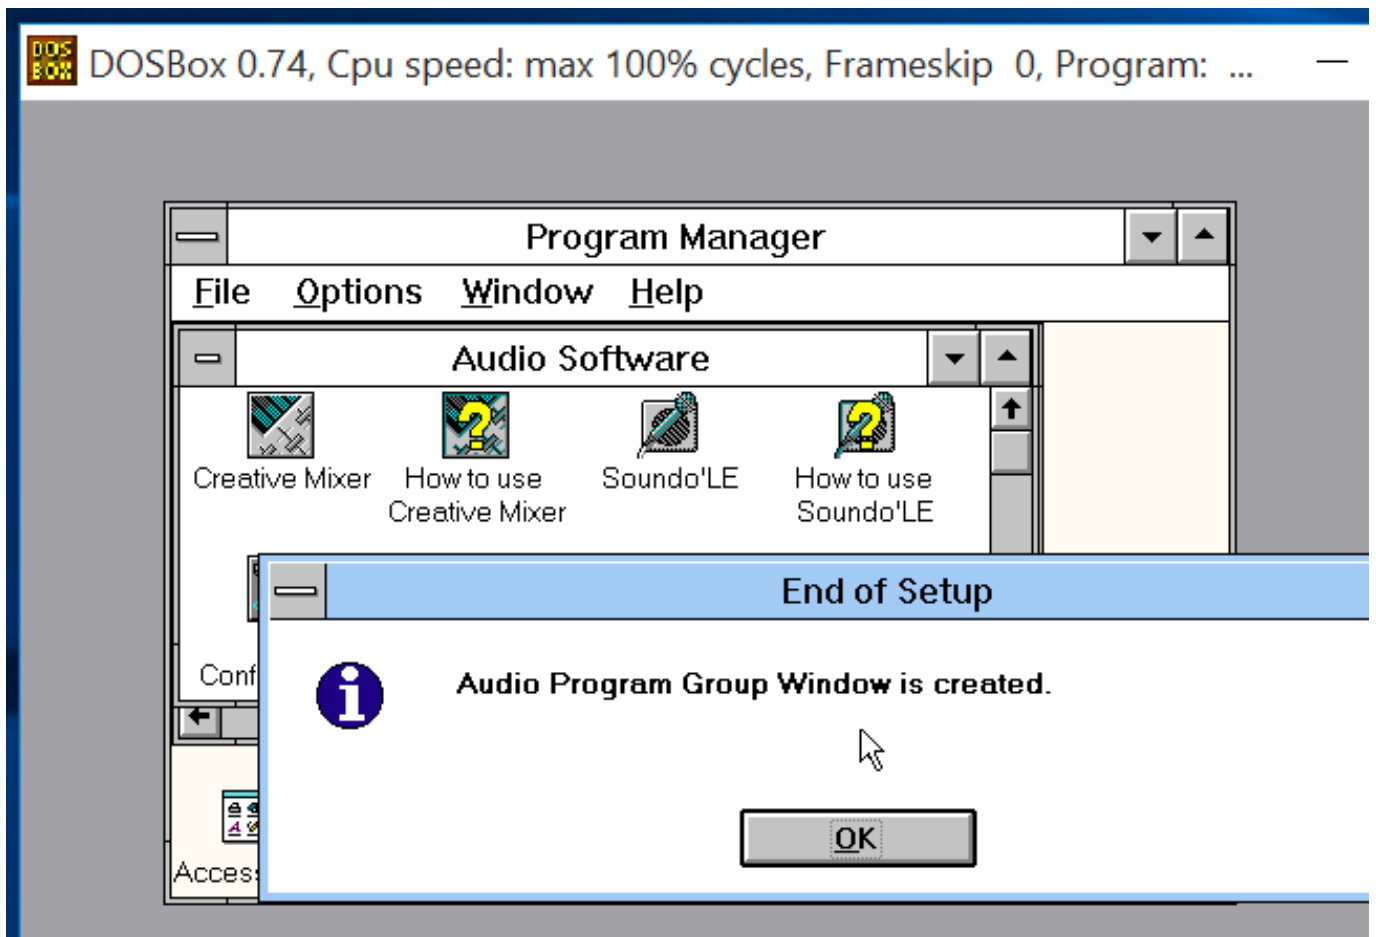 DOS
BOX
DOSBox 0.74, Cpu speed: max 100% cycles, Frameskip 0, Program: ...
Program Manager
File Options Window Help
Audio Software
Creative Mixer
How to use
Creative Mixer
Soundo'LE
How to use
Soundo'LE
Conf
End of Setup
Audio Program Group Window is created.
OK
Acces